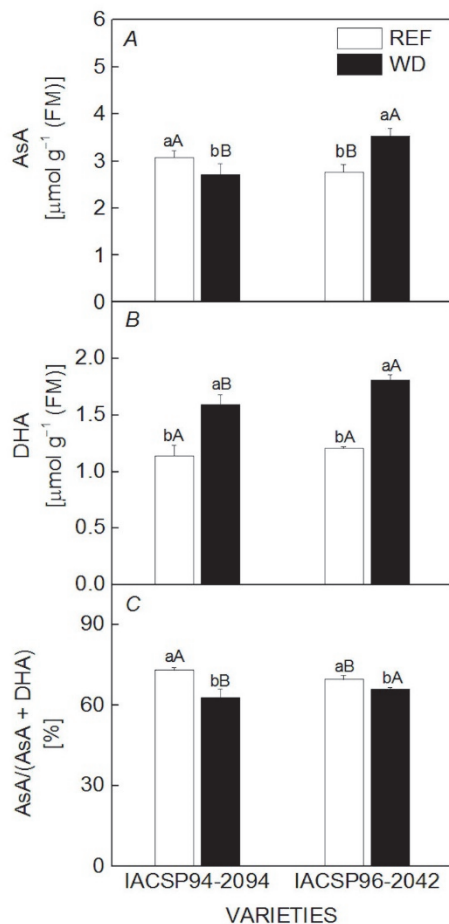 A
REF
WD
AsA
[µmol g⁻¹ (FM)]
6
5
4
3
2
1
0
aA
bB
bB
aA
B
DHA
[µmol g⁻¹ (FM)]
2.0
1.5
1.0
0.5
0.0
bA
aB
bA
aA
C
AsA/(AsA + DHA)
[%]
90
60
30
0
aA
bB
aB
bA
IACSP94-2094 IACSP96-2042
VARIETIES